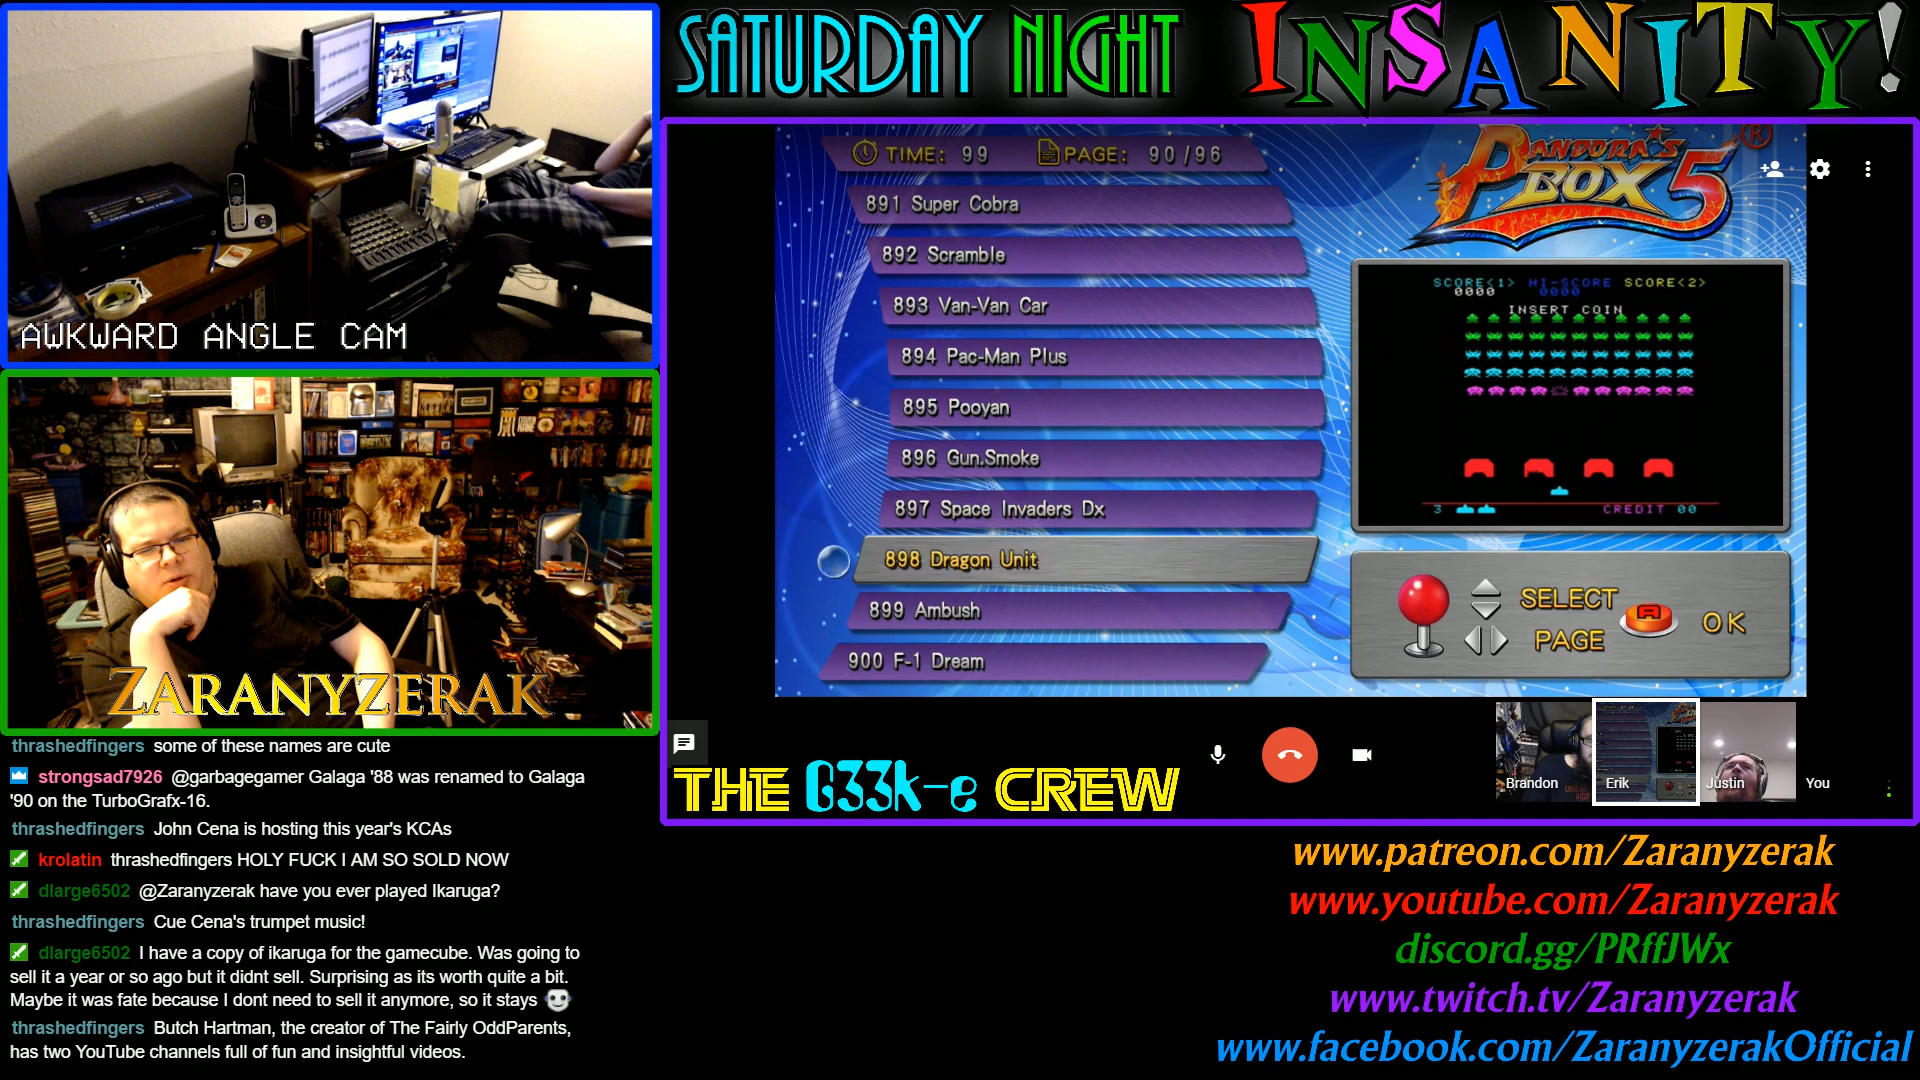 SATURDAY NIGHT INSANITY!
AWKWARD ANGLE CAM
ZARANYZERAK
TIME: 99 PAGE: 90/96
891 Super Cobra
892 Scramble
893 Van-Van Car
894 Pac-Man Plus
895 Pooyan
896 Gun.Smoke
897 Space Invaders Dx
898 Dragon Unit
899 Ambush
900 F-1 Dream
PANDORA'S
BOX 5
®
SCORE<1> HI-SCORE SCORE<2>
0000 0000
INSERT COIN
3 CREDIT 00
SELECT
PAGE
A
OK
Brandon
Erik
Justin
You
THE G33k-e CREW
thrashedfingers some of these names are cute
strongsad7926 @garbagegamer Galaga '88 was renamed to Galaga
'90 on the TurboGrafx-16.
thrashedfingers John Cena is hosting this year's KCAs
krolatin thrashedfingers HOLY FUCK I AM SO SOLD NOW
dlarge6502 @Zaranyzerak have you ever played Ikaruga?
thrashedfingers Cue Cena's trumpet music!
dlarge6502 I have a copy of ikaruga for the gamecube. Was going to
sell it a year or so ago but it didnt sell. Surprising as its worth quite a bit.
Maybe it was fate because I dont need to sell it anymore, so it stays
thrashedfingers Butch Hartman, the creator of The Fairly OddParents,
has two YouTube channels full of fun and insightful videos.
www.patreon.com/Zaranyzerak
www.youtube.com/Zaranyzerak
discord.gg/PRffJWx
www.twitch.tv/Zaranyzerak
www.facebook.com/ZaranyzerakOfficial